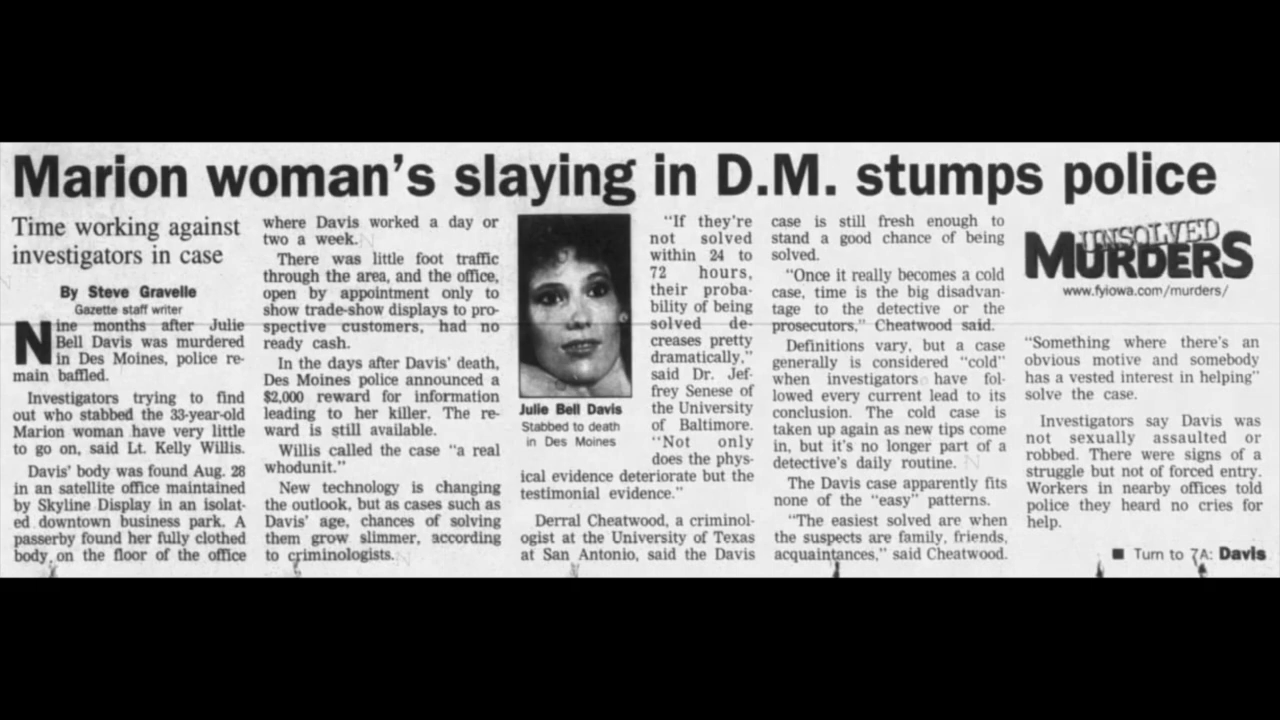 Marion woman's slaying in D.M. stumps police
Time working against
investigators in case
By Steve Gravelle
Gazette staff writer
Nine months after Julie
Bell Davis was murdered
in Des Moines, police re-
main baffled.
Investigators trying to find
out who stabbed the 33-year-old
Marion woman have very little
to go on, said Lt. Kelly Willis.
Davis' body was found Aug. 28
in an satellite office maintained
by Skyline Display in an isolat-
ed downtown business park. A
passerby found her fully clothed
body on the floor of the office
where Davis worked a day or
two a week.
There was little foot traffic
through the area, and the office,
open by appointment only to
show trade-show displays to pro-
spective customers, had no
ready cash.
In the days after Davis' death,
Des Moines police announced a
$2,000 reward for information
leading to her killer. The re-
ward is still available.
Willis called the case "a real
whodunit."
New technology is changing
the outlook, but as cases such as
Davis' age, chances of solving
them grow slimmer, according
to criminologists.
Julie Bell Davis
Stabbed to death
in Des Moines
"If they're
not solved
within 24 to
72 hours,
their proba-
bility of being
solved de-
creases pretty
dramatically,"
said Dr. Jef-
frey Senese of
the University
of Baltimore.
"Not only
does the phys-
ical evidence deteriorate but the
testimonial evidence."
Derral Cheatwood, a criminol-
ogist at the University of Texas
at San Antonio, said the Davis
case is still fresh enough to
stand a good chance of being
solved.
"Once it really becomes a cold
case, time is the big disadvan-
tage to the detective or the
prosecutors," Cheatwood said.
Definitions vary, but a case
generally is considered "cold"
when investigators have fol-
lowed every current lead to its
conclusion. The cold case is
taken up again as new tips come
in, but it's no longer part of a
detective's daily routine.
The Davis case apparently fits
none of the "easy" patterns.
"The easiest solved are when
the suspects are family, friends,
acquaintances," said Cheatwood.
UNSOLVED
MURDERS
www.fyiowa.com/murders/
"Something where there's an
obvious motive and somebody
has a vested interest in helping"
solve the case.
Investigators say Davis was
not sexually assaulted or
robbed. There were signs of a
struggle but not of forced entry.
Workers in nearby offices told
police they heard no cries for
help.
■ Turn to 7A: Davis